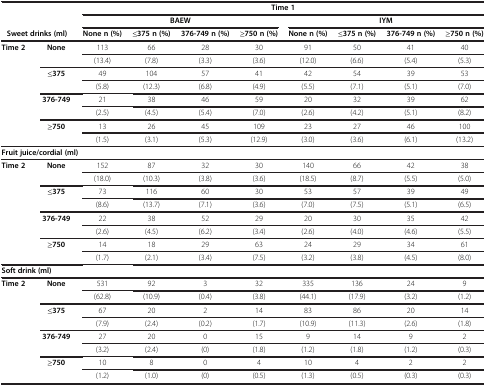 Time 1
BAEW IYM
Sweet drinks (ml) None n (%) ≤375 n (%) 376-749 n (%) ≥750 n (%) None n (%) ≤375 n (%) 376-749 n (%) ≥750 n (%)
Time 2 None 113 66 28 30 91 50 41 40
(13.4) (7.8) (3.3) (3.6) (12.0) (6.6) (5.4) (5.3)
≤375 49 104 57 41 42 54 39 53
(5.8) (12.3) (6.8) (4.9) (5.5) (7.1) (5.1) (7.0)
376-749 21 38 46 59 20 32 39 62
(2.5) (4.5) (5.4) (7.0) (2.6) (4.2) (5.1) (8.2)
≥750 13 26 45 109 23 27 46 100
(1.5) (3.1) (5.3) (12.9) (3.0) (3.6) (6.1) (13.2)
Fruit juice/cordial (ml)
Time 2 None 152 87 32 30 140 66 42 38
(18.0) (10.3) (3.8) (3.6) (18.5) (8.7) (5.5) (5.0)
≤375 73 116 60 30 53 57 39 49
(8.6) (13.7) (7.1) (3.6) (7.0) (7.5) (5.1) (6.5)
376-749 22 38 52 29 20 30 35 42
(2.6) (4.5) (6.2) (3.4) (2.6) (4.0) (4.6) (5.5)
≥750 14 18 29 63 24 29 34 61
(1.7) (2.1) (3.4) (7.5) (3.2) (3.8) (4.5) (8.0)
Soft drink (ml)
Time 2 None 531 92 3 32 335 136 24 9
(62.8) (10.9) (0.4) (3.8) (44.1) (17.9) (3.2) (1.2)
≤375 67 20 2 14 83 86 20 14
(7.9) (2.4) (0.2) (1.7) (10.9) (11.3) (2.6) (1.8)
376-749 27 20 0 15 9 14 9 2
(3.2) (2.4) (0) (1.8) (1.2) (1.8) (1.2) (0.3)
≥750 10 8 0 4 10 4 2 2
(1.2) (1.0) (0) (0.5) (1.3) (0.5) (0.3) (0.3)